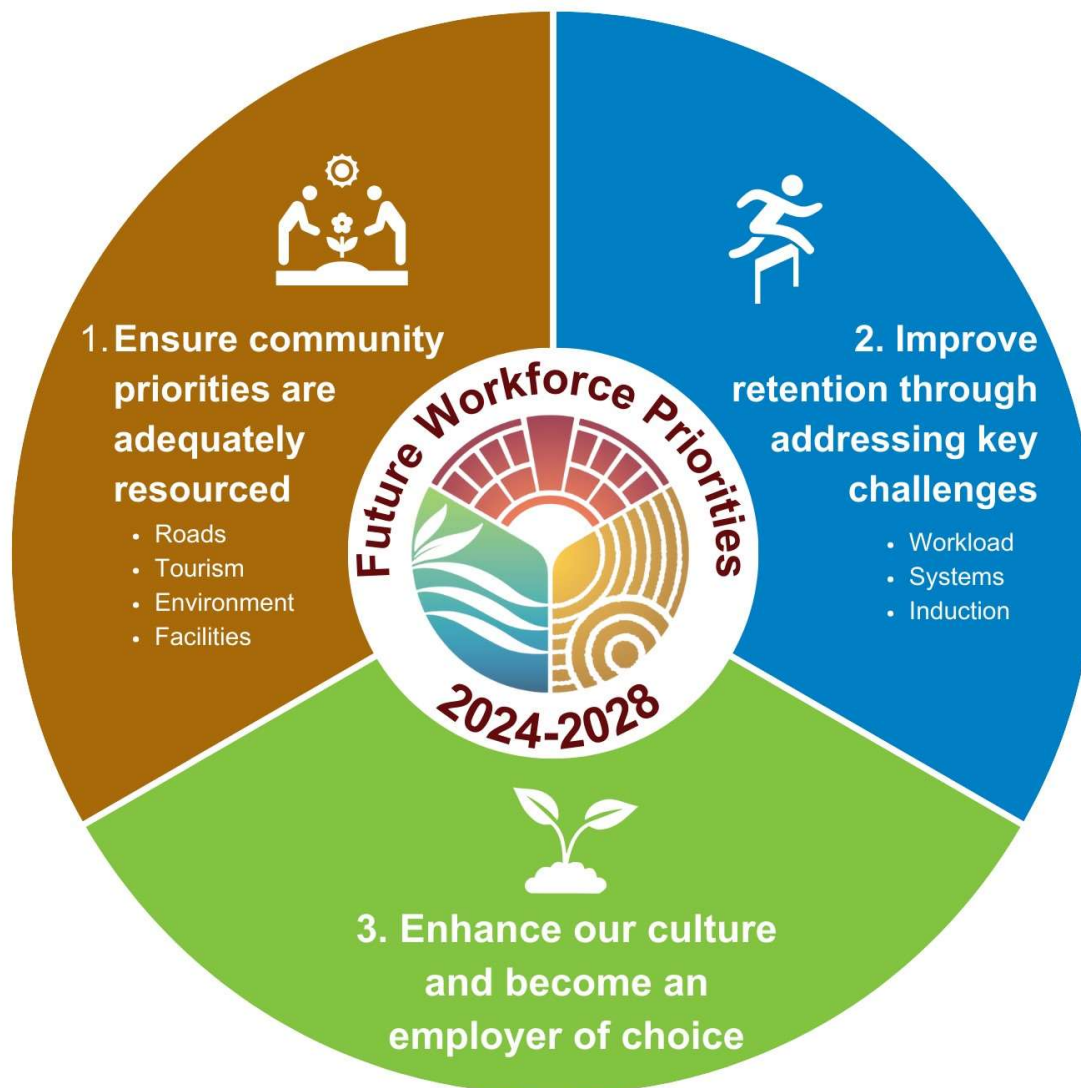 1. Ensure community
priorities are
adequately
resourced
• Roads
• Tourism
• Environment
• Facilities
2. Improve
retention through
addressing key
challenges
• Workload
• Systems
• Induction
Future Workforce Priorities
2024-2028
3. Enhance our culture
and become an
employer of choice